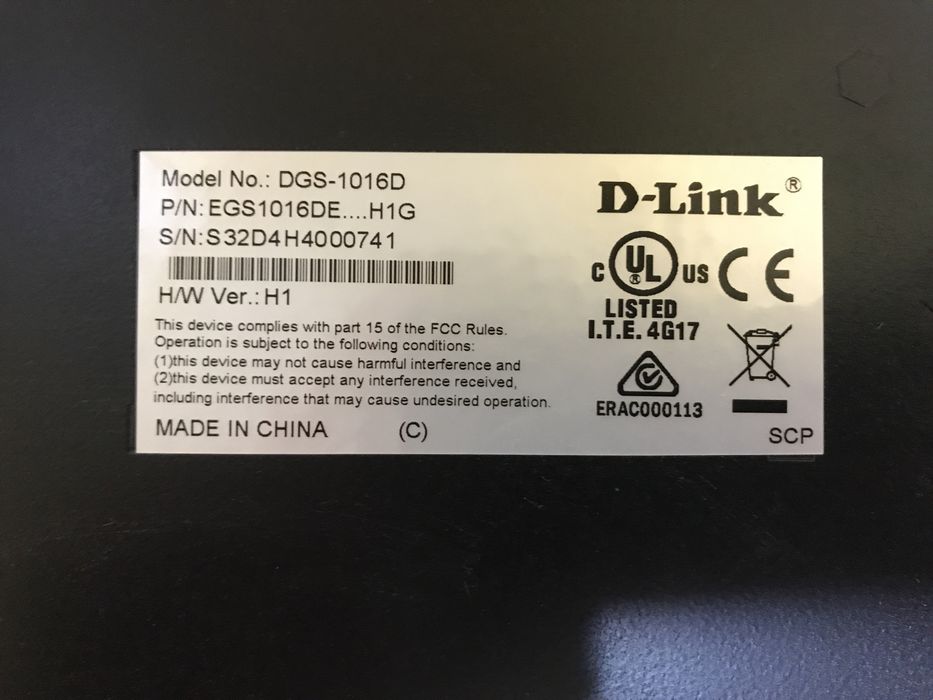 Model No.: DGS-1016D
P/N: EGS1016DE....H1G
S/N: S32D4H4000741
H/W Ver.: H1
This device complies with part 15 of the FCC Rules.
Operation is subject to the following conditions:
(1)this device may not cause harmful interference and
(2)this device must accept any interference received,
including interference that may cause undesired operation.
MADE IN CHINA (C)
D-Link®
C UL® US CE
LISTED
I.T.E. 4G17
ERAC000113
SCP